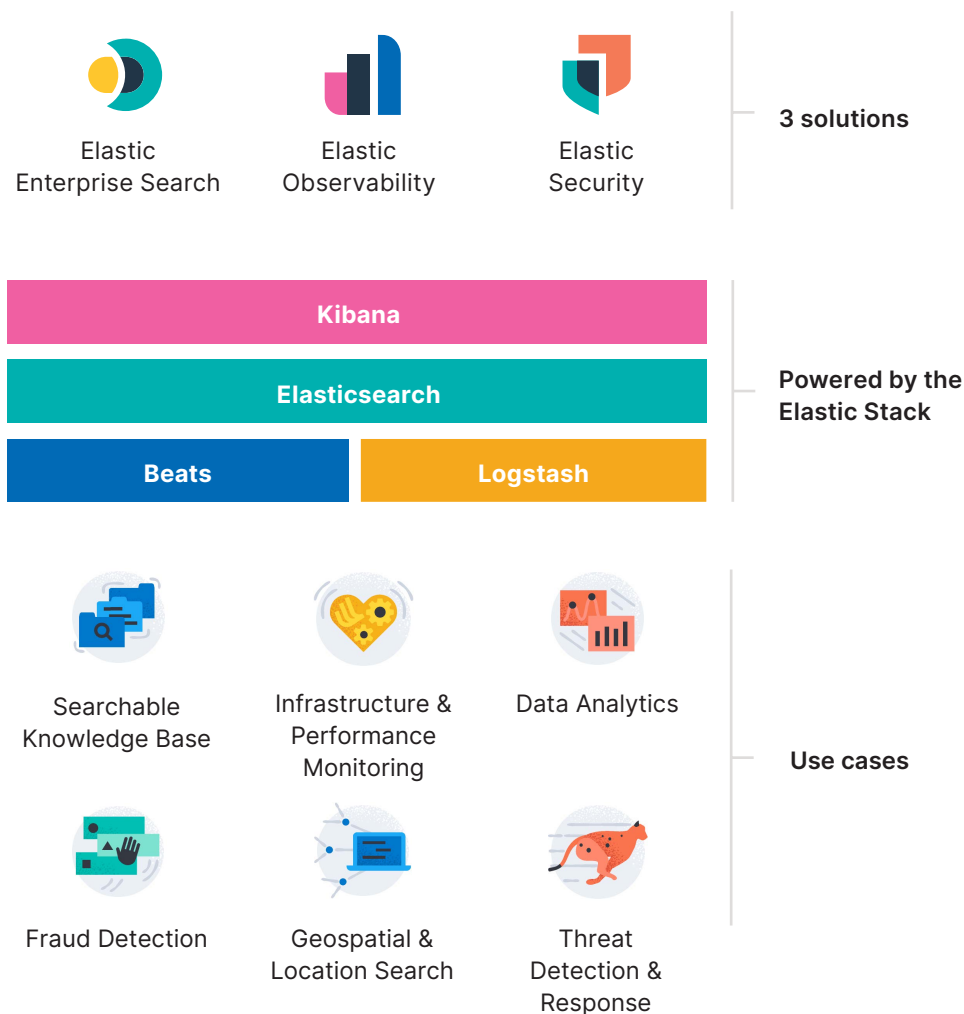 Elastic
Enterprise Search
Elastic
Observability
Elastic
Security
3 solutions
Kibana
Elasticsearch
Beats
Logstash
Powered by the
Elastic Stack
Searchable
Knowledge Base
Infrastructure &
Performance
Monitoring
Data Analytics
Use cases
Fraud Detection
Geospatial &
Location Search
Threat
Detection &
Response